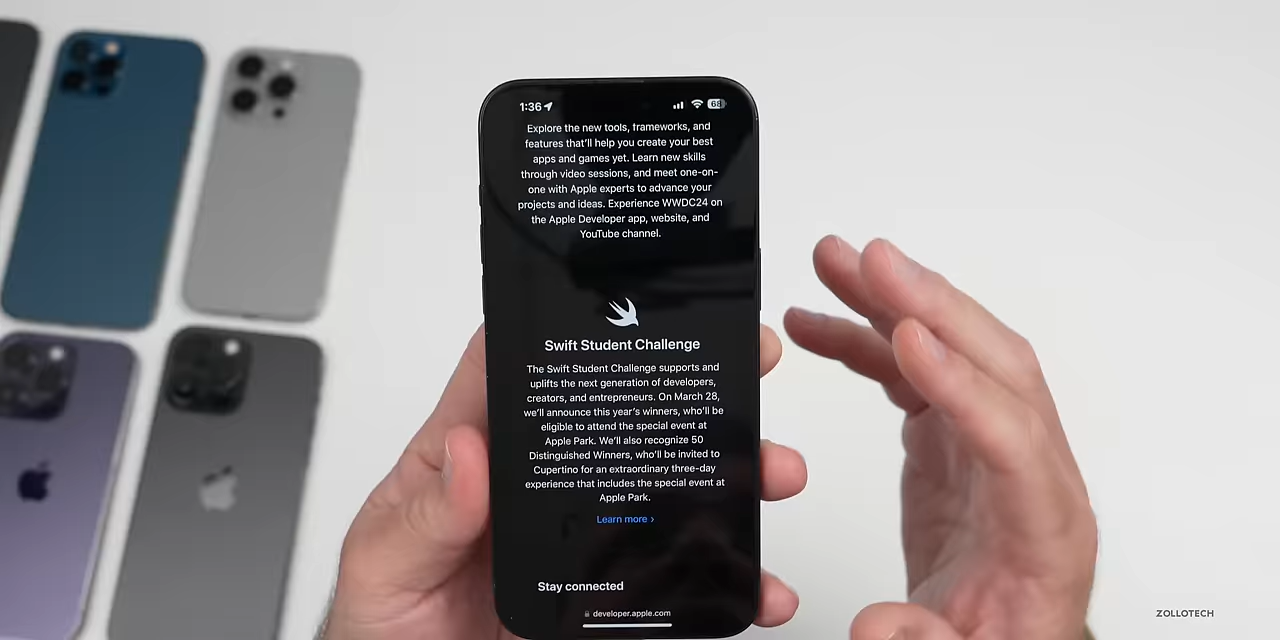 1:36
68
Explore the new tools, frameworks, and
features that'll help you create your best
apps and games yet. Learn new skills
through video sessions, and meet one-on-
one with Apple experts to advance your
projects and ideas. Experience WWDC24 on
the Apple Developer app, website, and
YouTube channel.
Swift Student Challenge
The Swift Student Challenge supports and
uplifts the next generation of developers,
creators, and entrepreneurs. On March 28,
we'll announce this year's winners, who'll be
eligible to attend the special event at
Apple Park. We'll also recognize 50
Distinguished Winners, who'll be invited to
Cupertino for an extraordinary three-day
experience that includes the special event at
Apple Park.
Learn more ›
Stay connected
developer.apple.com
ZOLLOTECH